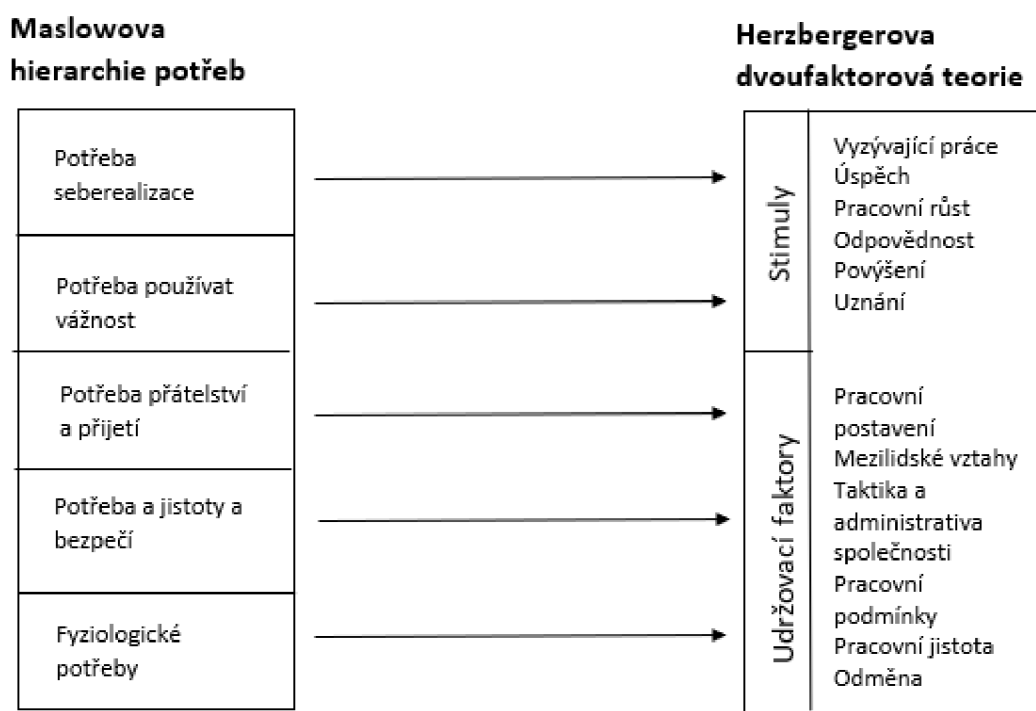 Maslowova
hierarchie potřeb
Potřeba
seberealizace
Potřeba používat
vážnost
Potřeba přátelství
a přijetí
Potřeba a jistoty a
bezpečí
Fyziologické
potřeby
Herzbergerova
dvoufaktorová teorie
Stimuly
Vyzývající práce
Úspěch
Pracovní růst
Odpovědnost
Povýšení
Uznání
Udržovací faktory
Pracovní
postavení
Mezilidské vztahy
Taktika a
administrativa
společnosti
Pracovní
podmínky
Pracovní jistota
Odměna